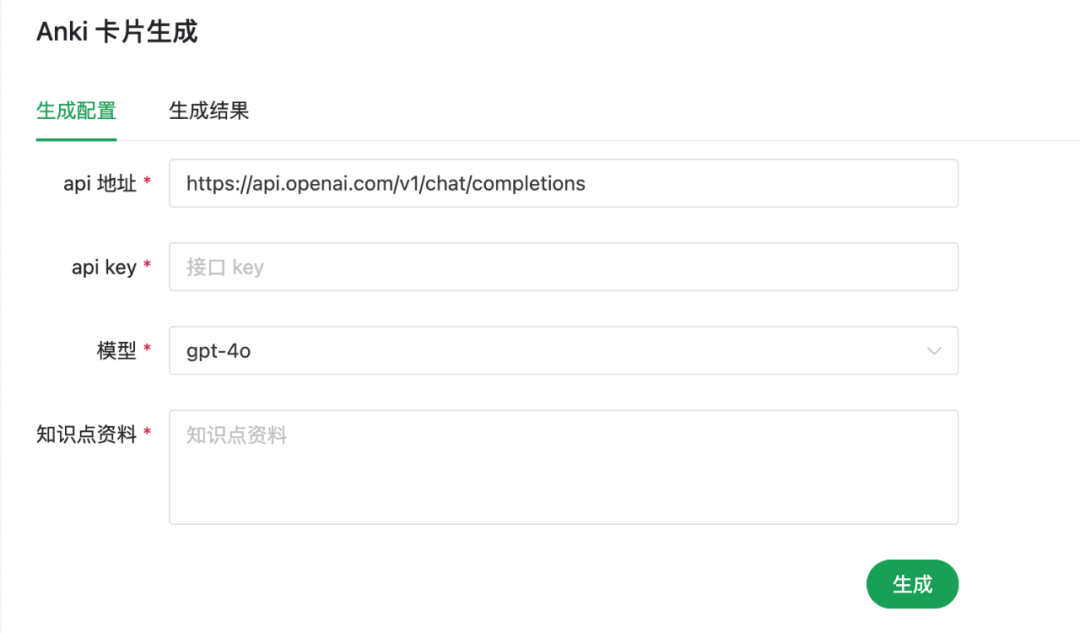 Anki 卡片生成
生成配置 生成结果
api 地址 * https://api.openai.com/v1/chat/completions
api key * 接口 key
模型 * gpt-4o
知识点资料 * 知识点资料
生成